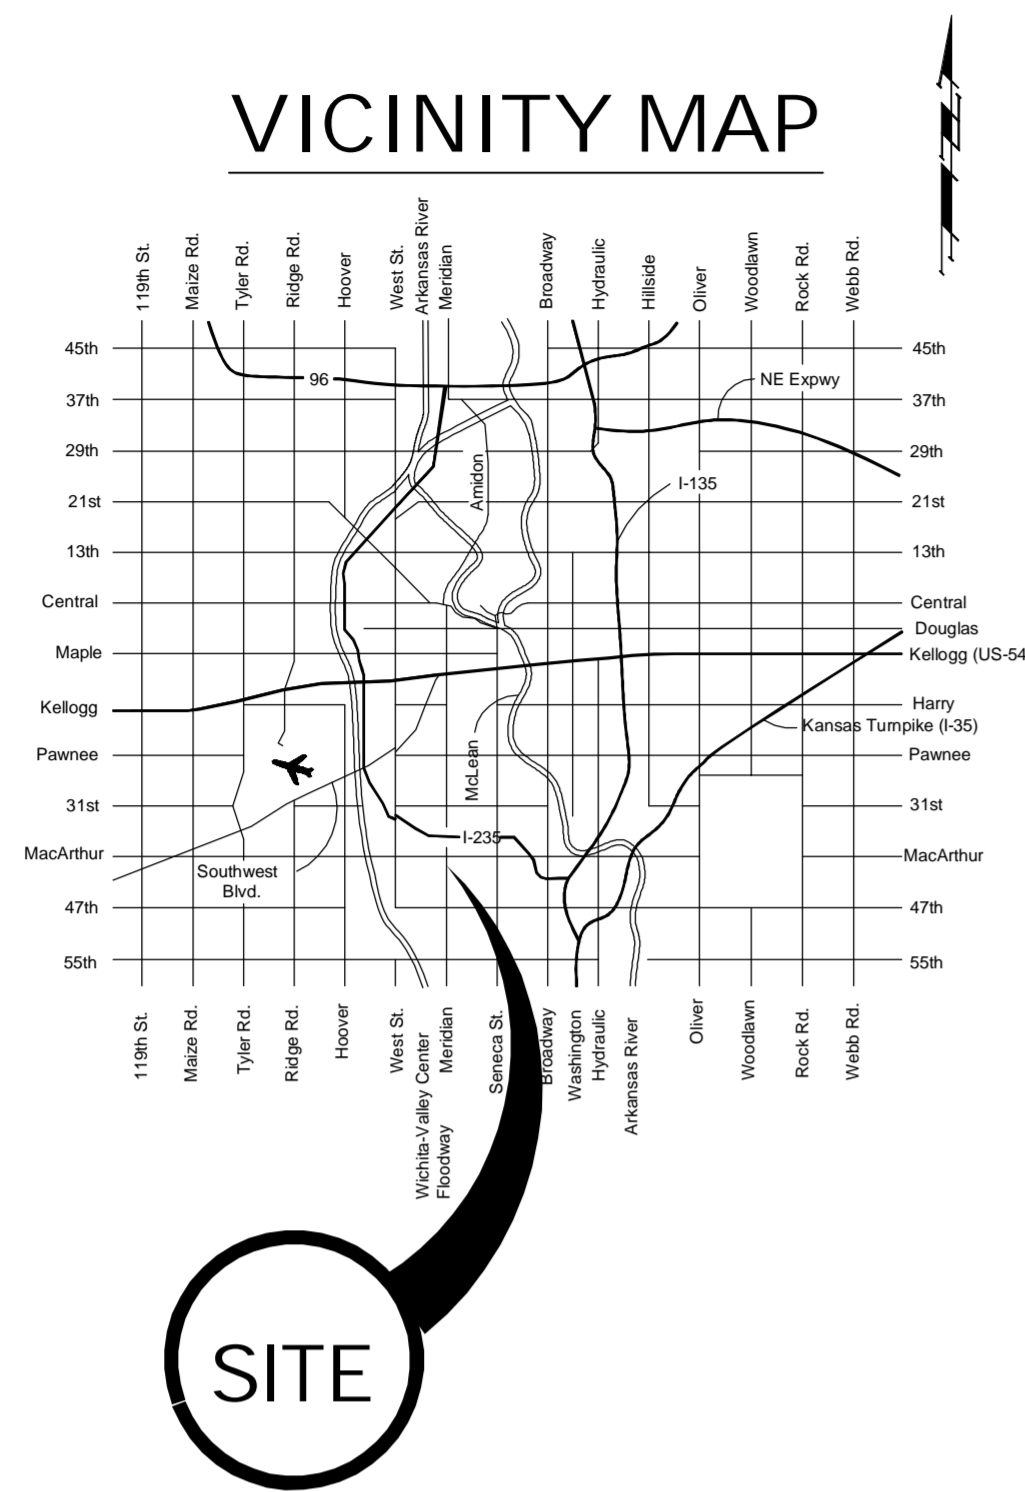 VICINITY MAP
119th St.
Maize Rd.
Tyler Rd.
Ridge Rd.
Hoover
West St.
Arkansas River
Meridian
Broadway
Hydraulic
Hillside
Oliver
Woodlawn
Rock Rd.
Webb Rd.
45th
45th
96
NE Expwy
37th
37th
29th
29th
Amidon
I-135
21st
21st
13th
13th
Central
Central
Douglas
Maple
Kellogg (US-54
Kellogg
Harry
Kansas Turnpike (I-35)
Pawnee
Pawnee
McLean
31st
31st
I-235
MacArthur
MacArthur
Southwest
Blvd.
47th
47th
55th
55th
119th St.
Maize Rd.
Tyler Rd.
Ridge Rd.
Hoover
West St.
Wichita-Valley Center
Floodway
Meridian
Seneca St.
Broadway
Washington
Hydraulic
Arkansas River
Oliver
Woodlawn
Rock Rd.
Webb Rd.
SITE